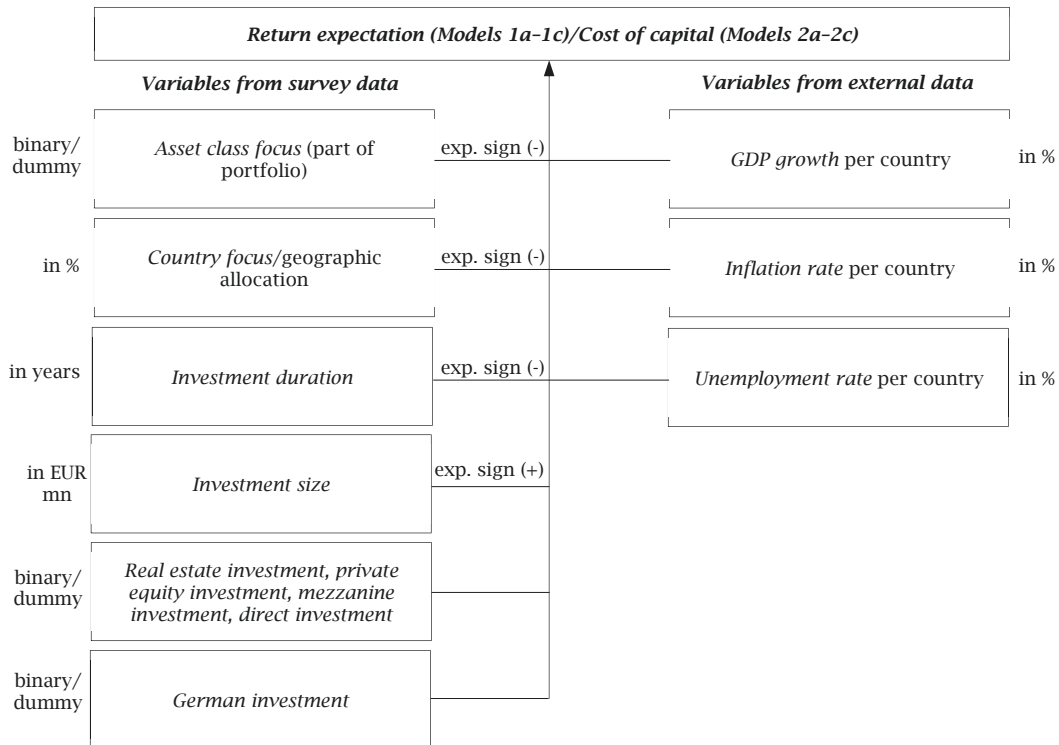 Return expectation (Models 1a–1c)/Cost of capital (Models 2a–2c)
Variables from survey data
Variables from external data
binary/
dummy
Asset class focus (part of
portfolio)
exp. sign (-)
GDP growth per country
in %
in %
Country focus/geographic
allocation
exp. sign (-)
Inflation rate per country
in %
in years
Investment duration
exp. sign (-)
Unemployment rate per country
in %
in EUR
mn
Investment size
exp. sign (+)
binary/
dummy
Real estate investment, private
equity investment, mezzanine
investment, direct investment
binary/
dummy
German investment